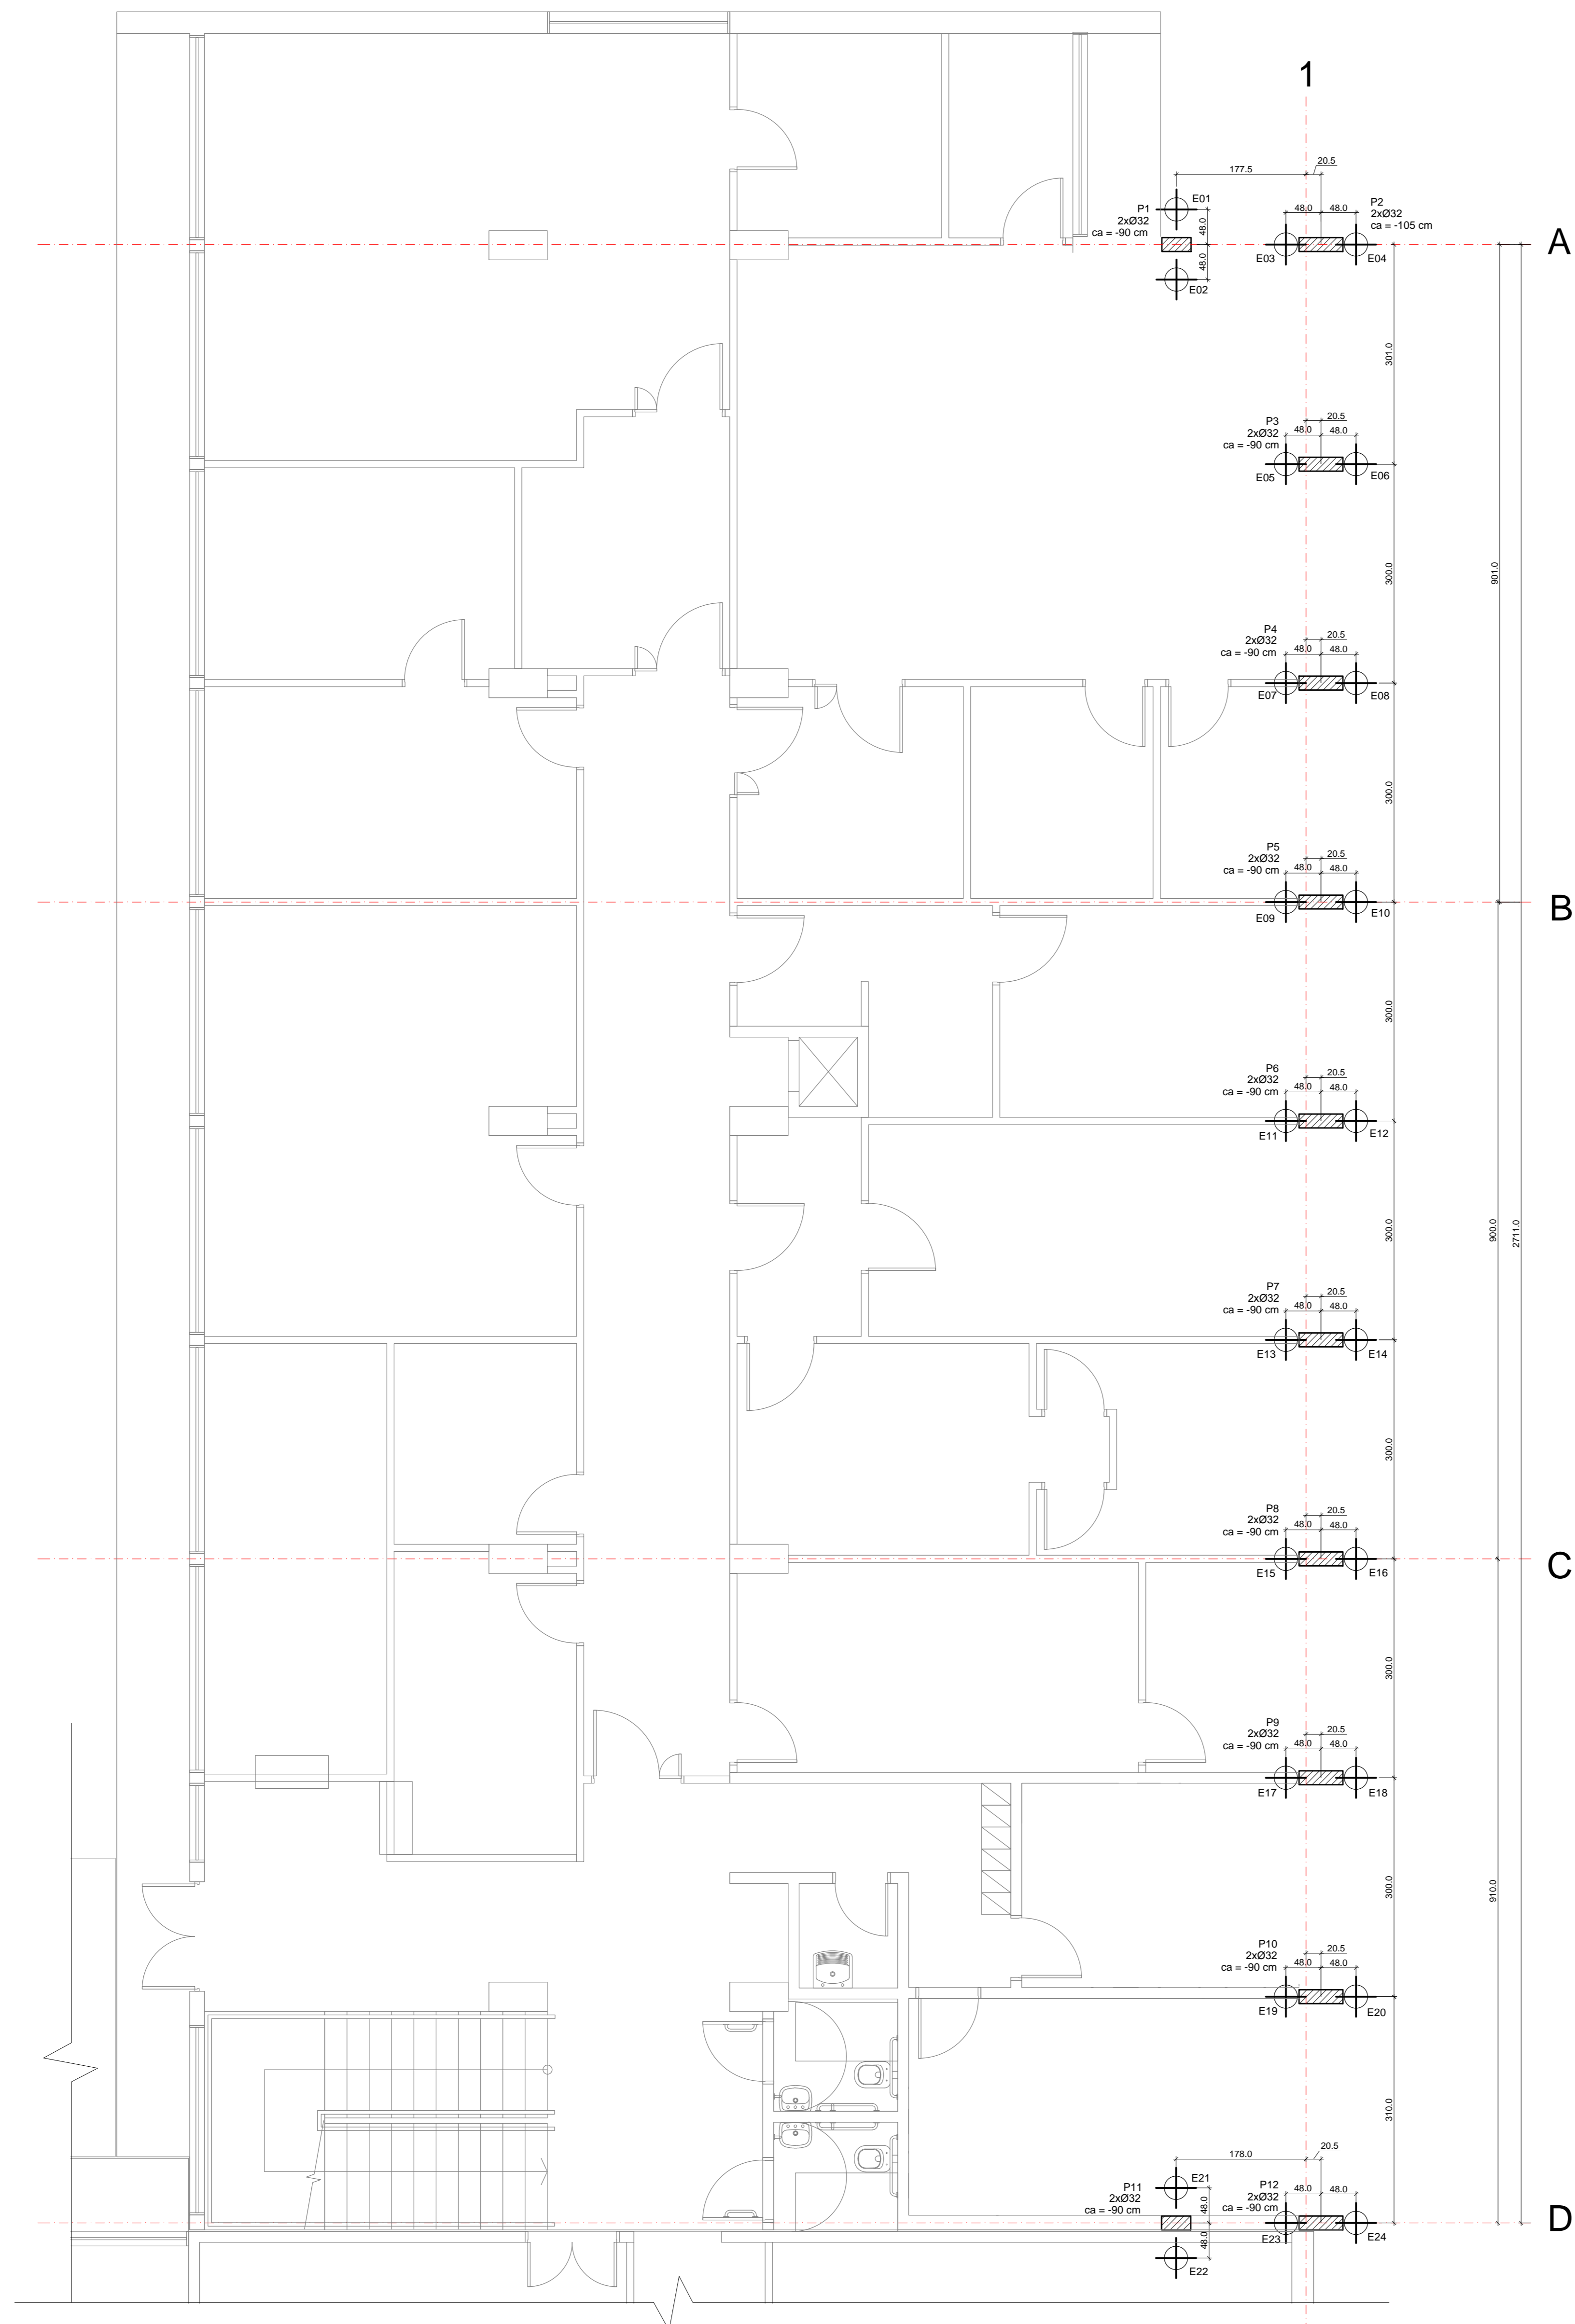 1
177.5
20.5
P1
2xØ32
ca = -90 cm
E01
48.0
48.0
E02
48.0
48.0
P2
2xØ32
ca = -105 cm
E03
E04
A
301.0
P3
2xØ32
ca = -90 cm
20.5
48.0
48.0
E05
E06
300.0
901.0
P4
2xØ32
ca = -90 cm
20.5
48.0
48.0
E07
E08
300.0
P5
2xØ32
ca = -90 cm
20.5
48.0
48.0
E09
E10
B
300.0
P6
2xØ32
ca = -90 cm
20.5
48.0
48.0
E11
E12
300.0
900.0
2711.0
P7
2xØ32
ca = -90 cm
20.5
48.0
48.0
E13
E14
300.0
P8
2xØ32
ca = -90 cm
20.5
48.0
48.0
E15
E16
C
300.0
P9
2xØ32
ca = -90 cm
20.5
48.0
48.0
E17
E18
300.0
910.0
P10
2xØ32
ca = -90 cm
20.5
48.0
48.0
E19
E20
310.0
178.0
20.5
P11
2xØ32
ca = -90 cm
E21
48.0
48.0
E22
P12
2xØ32
ca = -90 cm
48.0
48.0
E23
E24
D